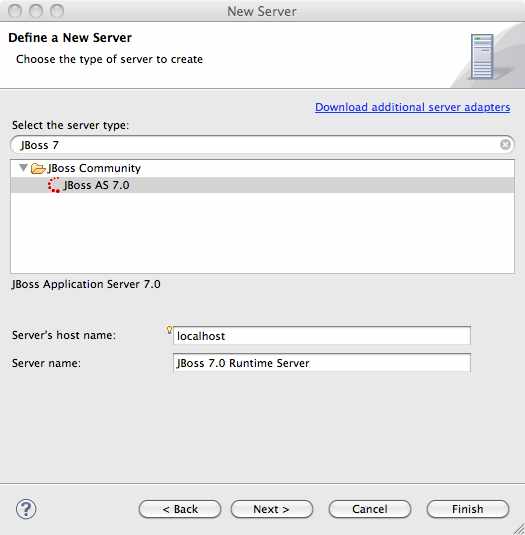 New Server
Define a New Server
Choose the type of server to create
Download additional server adapters
Select the server type:
JBoss 7
JBoss Community
JBoss AS 7.0
JBoss Application Server 7.0
Server's host name: localhost
Server name: JBoss 7.0 Runtime Server
? < Back Next > Cancel Finish